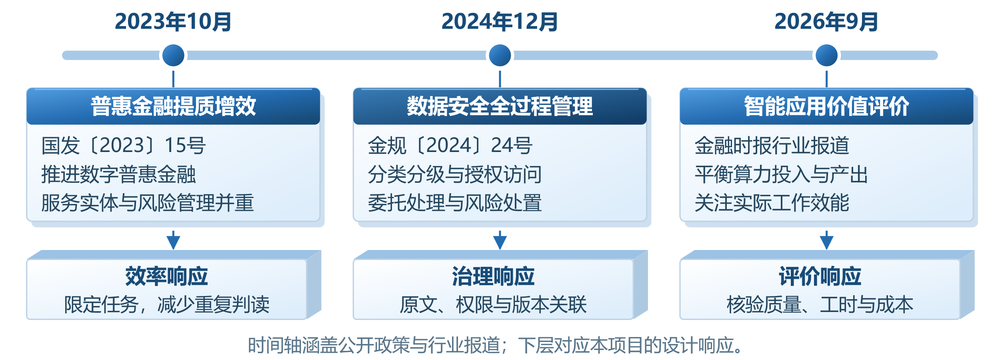 2023年10月
2024年12月
2026年9月
普惠金融提质增效
国发〔2023〕15号
推进数字普惠金融
服务实体与风险管理并重
数据安全全过程管理
金规〔2024〕24号
分类分级与授权访问
委托处理与风险处置
智能应用价值评价
金融时报行业报道
平衡算力投入与产出
关注实际工作效能
效率响应
限定任务，减少重复判读
治理响应
原文、权限与版本关联
评价响应
核验质量、工时与成本
时间轴涵盖公开政策与行业报道；下层对应本项目的设计响应。